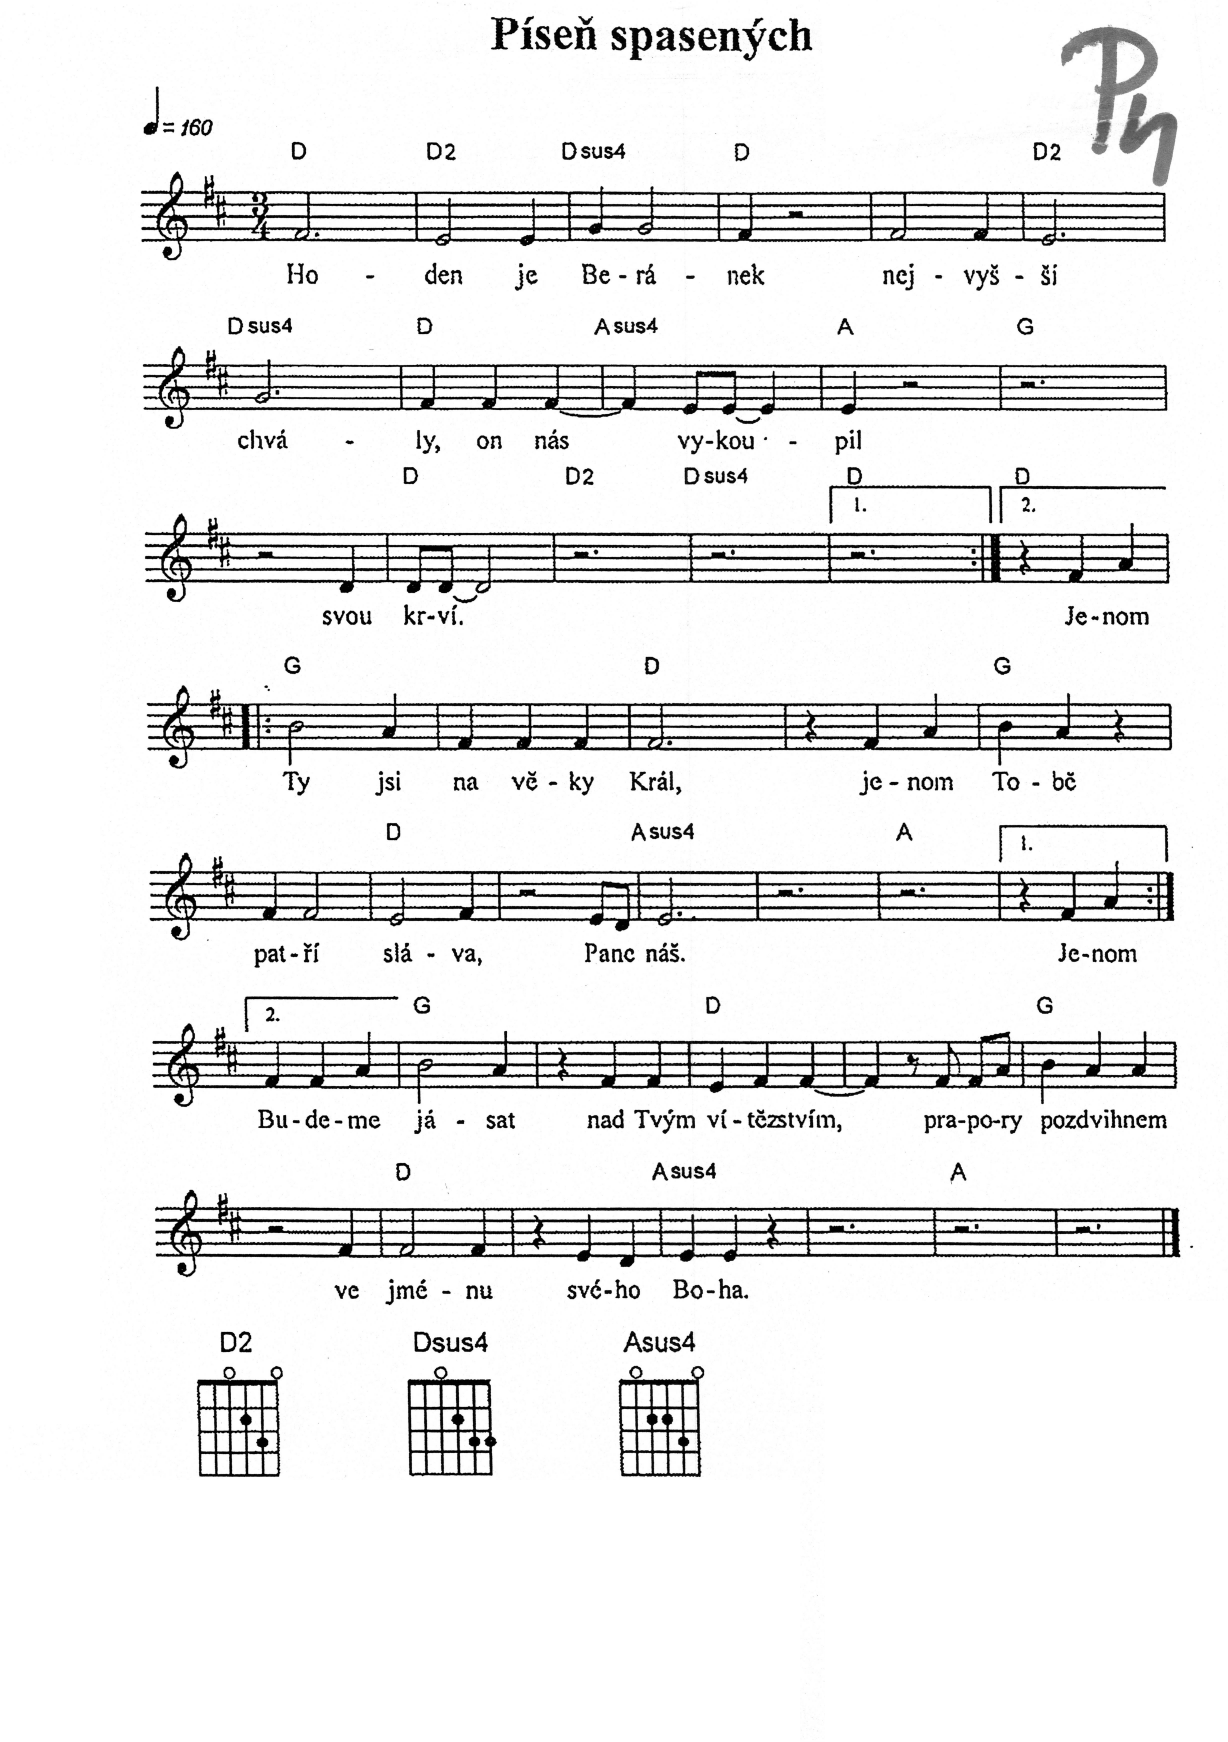 Píseň spasených
Ph
= 160
D D2 Dsus4 D D2
3
4
Ho - den je Be - rá - nek nej - vyš - ší
Dsus4 D Asus4 A G
chvá - ly, on nás vy-kou - pil
D D2 Dsus4 D D
1. 2.
svou kr-ví. Je-nom
G D G
Ty jsi na vě - ky Král, je - nom To - bě
D Asus4 A
1.
pat-ří slá - va, Pane náš. Je-nom
2. G D G
Bu-de-me já - sat nad Tvým ví-tězstvím, pra-po-ry pozdvihnem
D Asus4 A
ve jmé - nu své-ho Bo-ha.
D2 Dsus4 Asus4